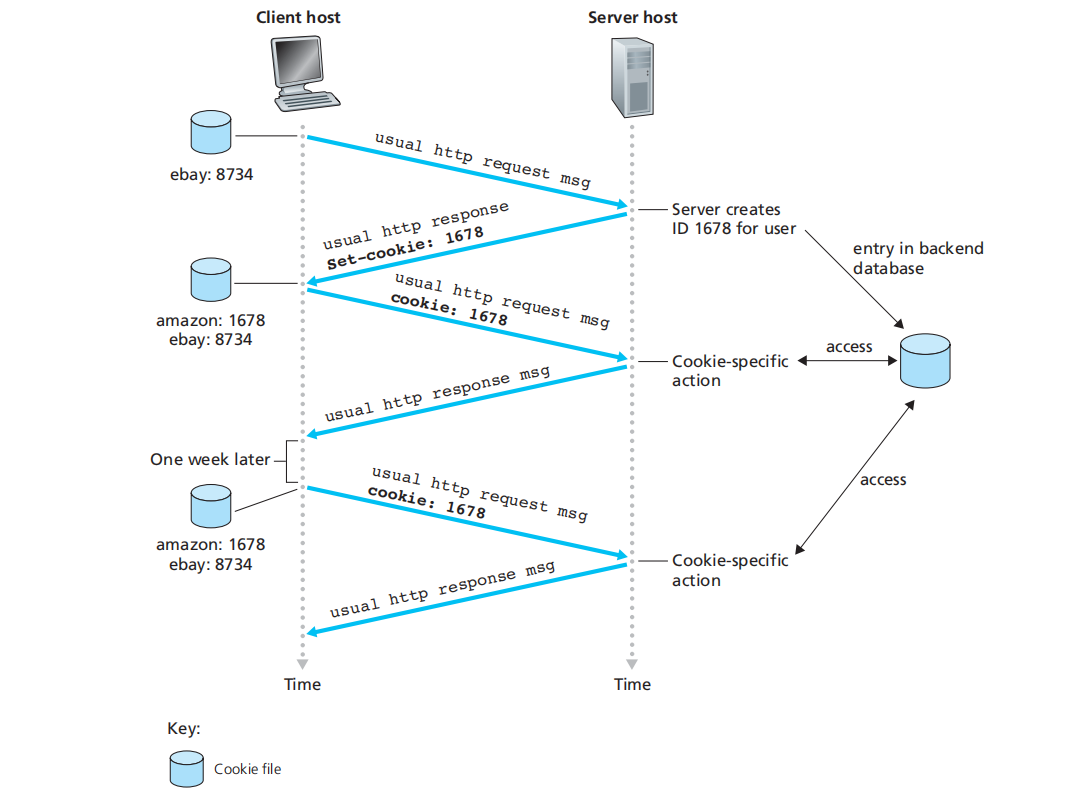 Client host
Server host
ebay: 8734
usual http request msg
Server creates
ID 1678 for user
usual http response
Set-cookie: 1678
entry in backend
database
amazon: 1678
ebay: 8734
usual http request msg
cookie: 1678
Cookie-specific
action
access
usual http response msg
One week later
amazon: 1678
ebay: 8734
usual http request msg
cookie: 1678
access
Cookie-specific
action
usual http response msg
Time
Time
Key:
Cookie file